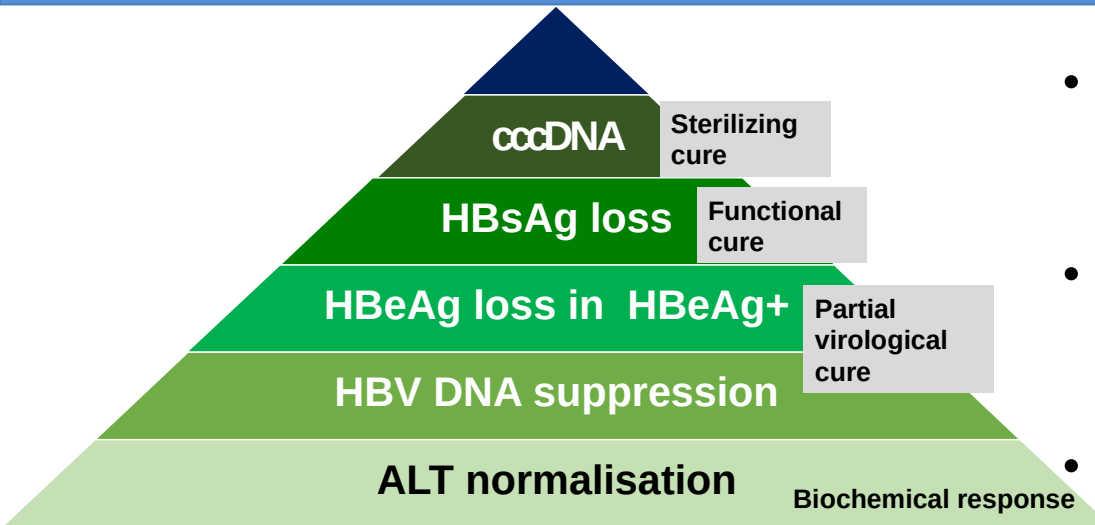 cccDNA
Sterilizing
cure
HBsAg loss
Functional
cure
HBeAg loss in HBeAg+
Partial
virological
cure
HBV DNA suppression
ALT normalisation
Biochemical response